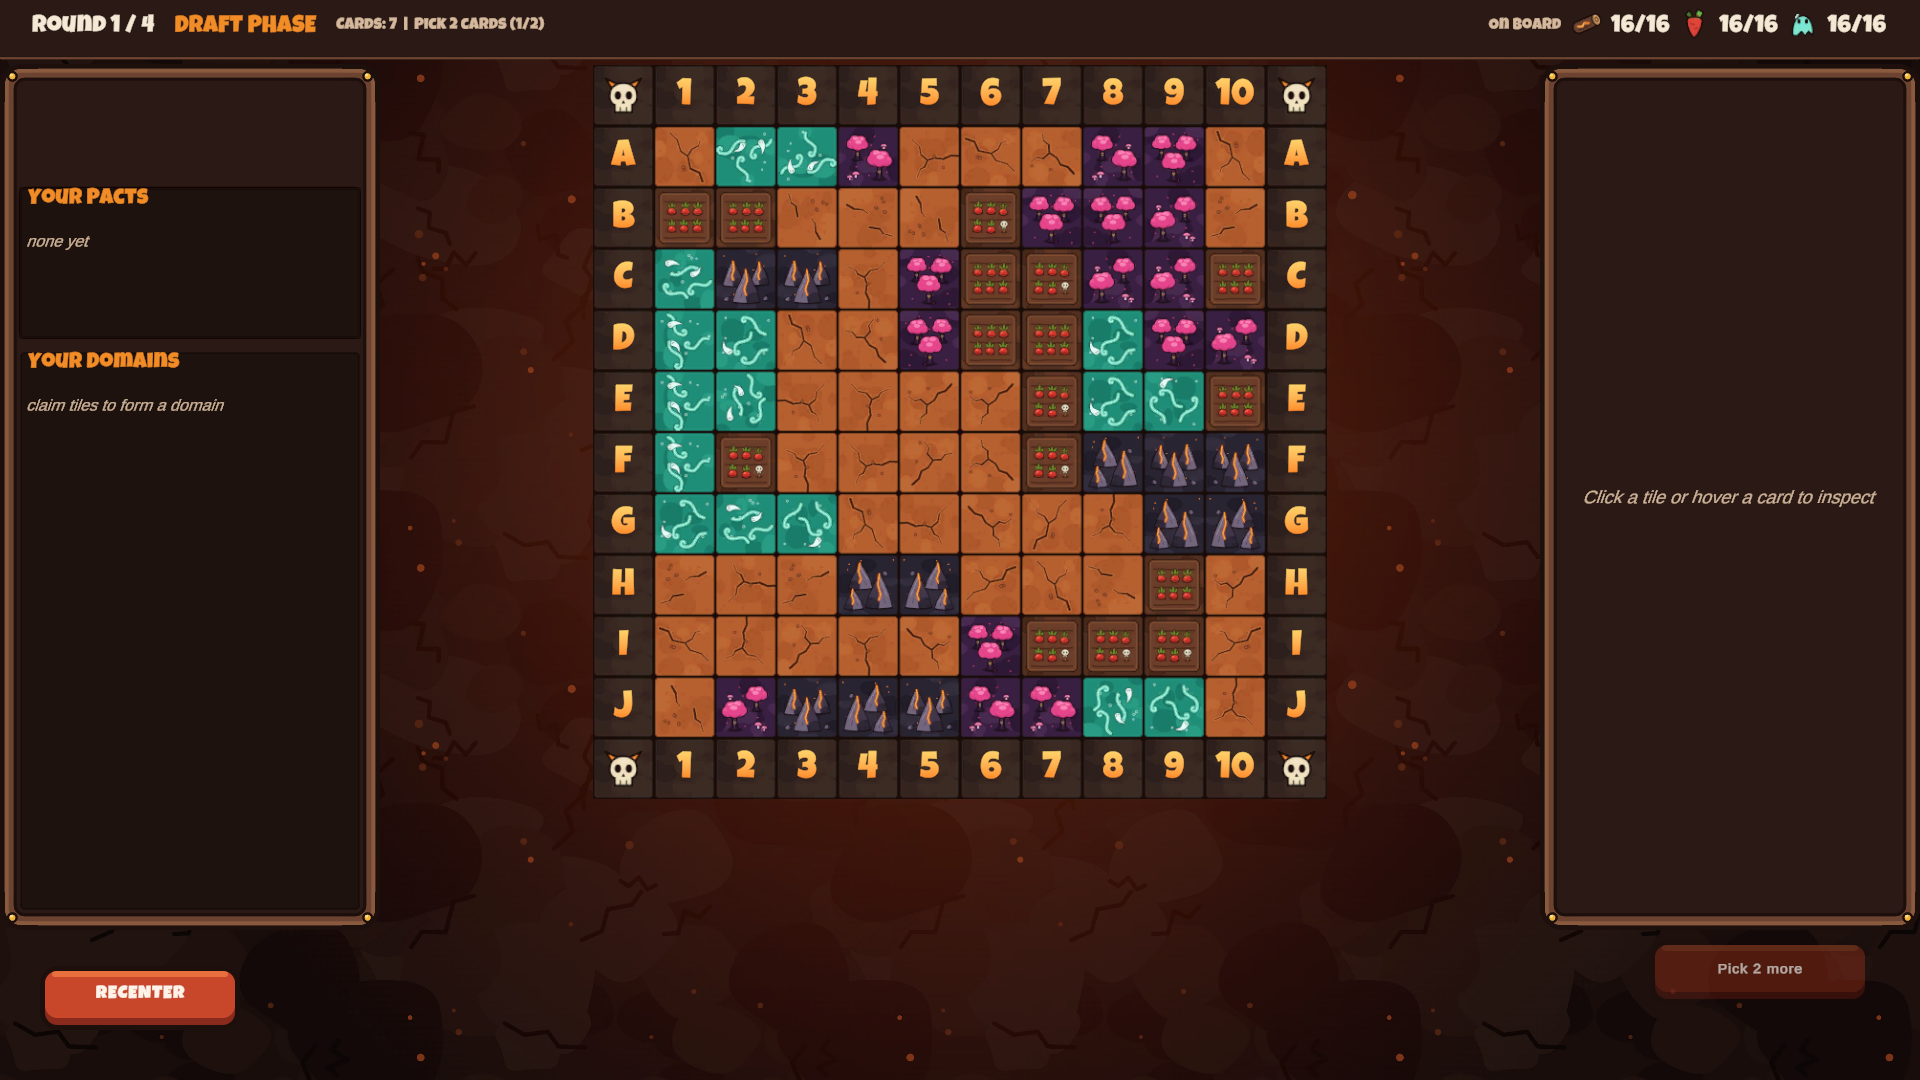 ROUND 1 / 4 DRAFT PHASE CARDS: 7 | PICK 2 CARDS (1/2) ON BOARD 16/16 16/16 16/16
1 2 3 4 5 6 7 8 9 10
A A
YOUR PACTS
B B
none yet
C C
D D
YOUR DOMAINS
claim tiles to form a domain
E E
F F
Click a tile or hover a card to inspect
G G
H H
I I
J J
1 2 3 4 5 6 7 8 9 10
Pick 2 more
RECENTER